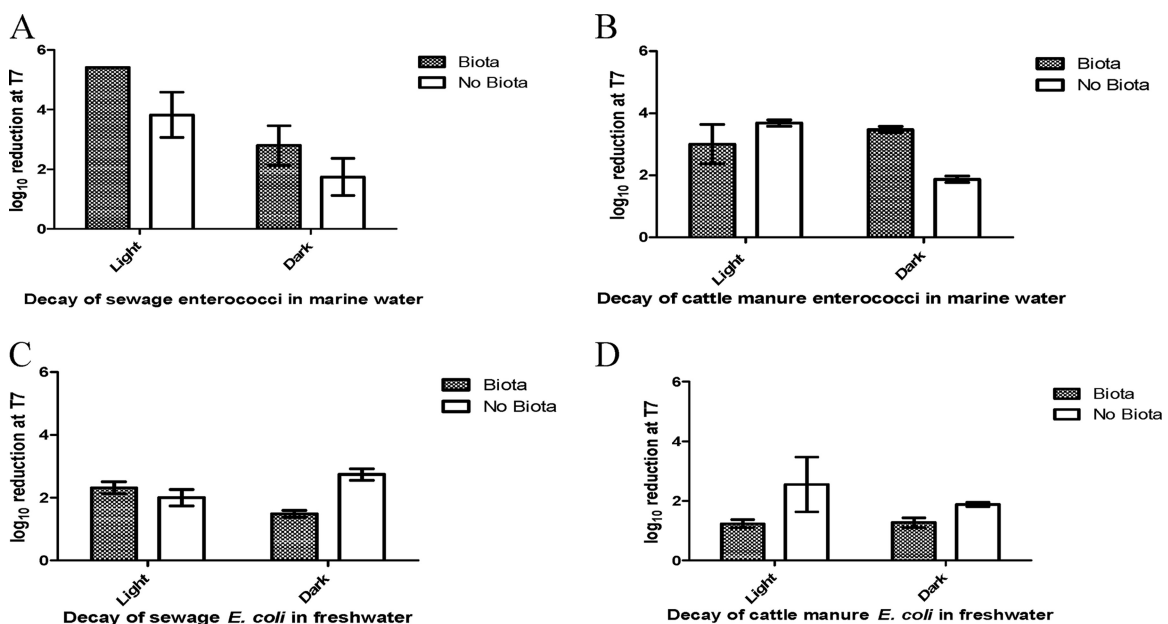 A
log10 reduction at T7
6
4
2
0
Biota
No Biota
Light
Dark
Decay of sewage enterococci in marine water
B
log10 reduction at T7
6
4
2
0
Biota
No Biota
Light
Dark
Decay of cattle manure enterococci in marine water
C
log10 reduction at T7
6
4
2
0
Biota
No Biota
Light
Dark
Decay of sewage E. coli in freshwater
D
log10 reduction at T7
6
4
2
0
Biota
No Biota
Light
Dark
Decay of cattle manure E. coli in freshwater